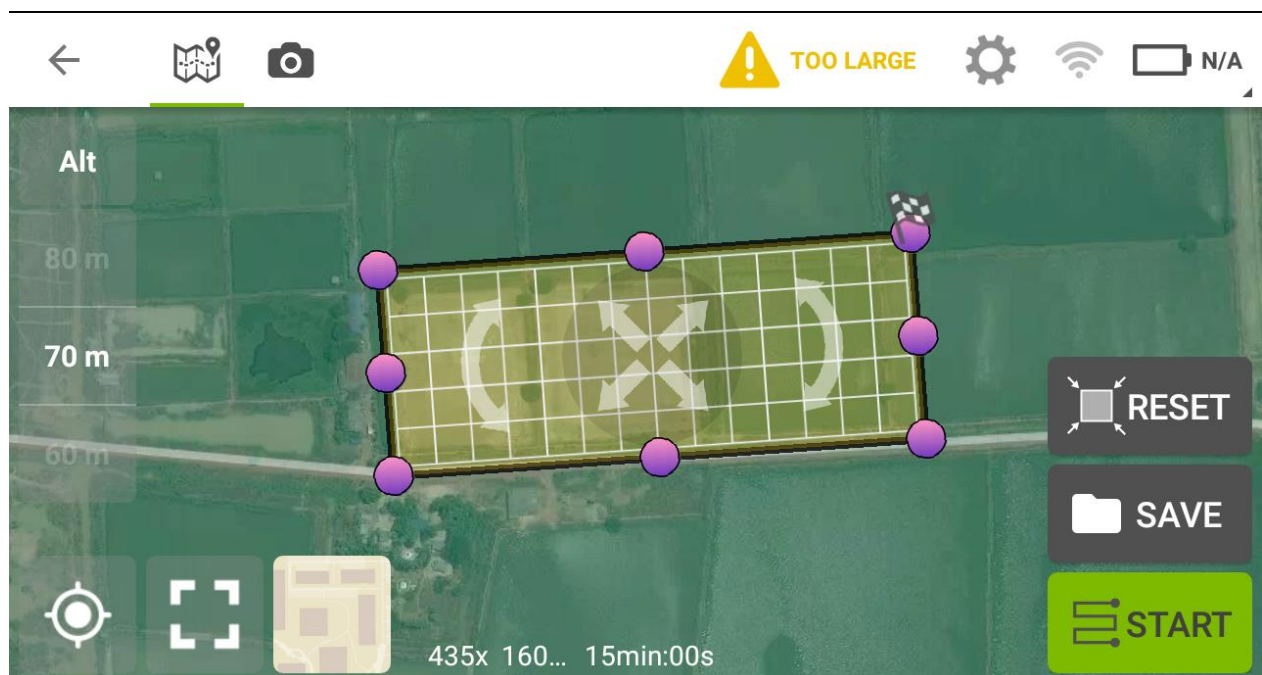 TOO LARGE
N/A
Alt
80 m
70 m
60 m
RESET
SAVE
START
435x 160... 15min:00s